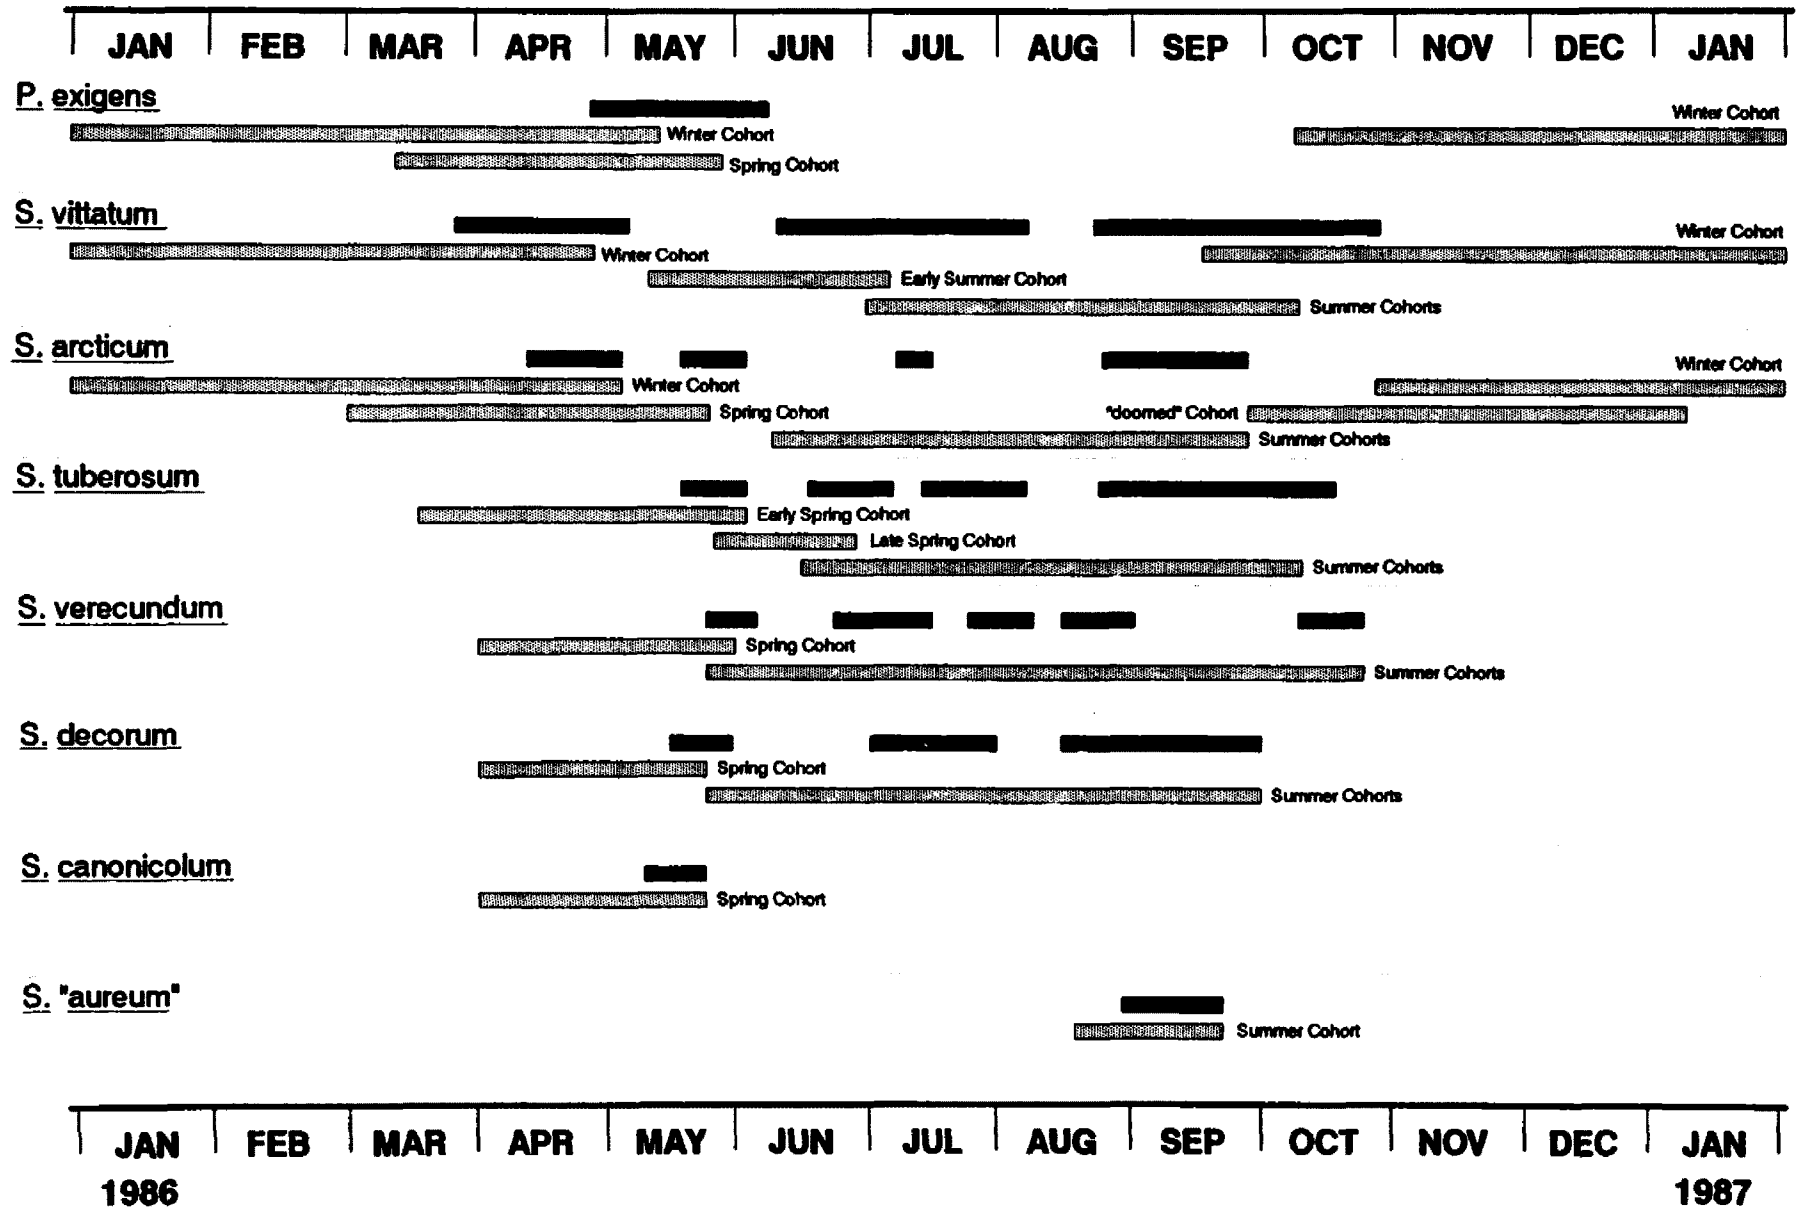 JAN FEB MAR APR MAY JUN JUL AUG SEP OCT NOV DEC JAN
P. exigens
Winter Cohort
Winter Cohort
Spring Cohort
S. vittatum
Winter Cohort
Winter Cohort
Early Summer Cohort
Summer Cohorts
S. arcticum
Winter Cohort
Winter Cohort
Spring Cohort
"doomed" Cohort
Summer Cohorts
S. tuberosum
Early Spring Cohort
Late Spring Cohort
Summer Cohorts
S. verecundum
Spring Cohort
Summer Cohorts
S. decorum
Spring Cohort
Summer Cohorts
S. canonicolum
Spring Cohort
S. "aureum"
Summer Cohort
JAN FEB MAR APR MAY JUN JUL AUG SEP OCT NOV DEC JAN
1986 1987